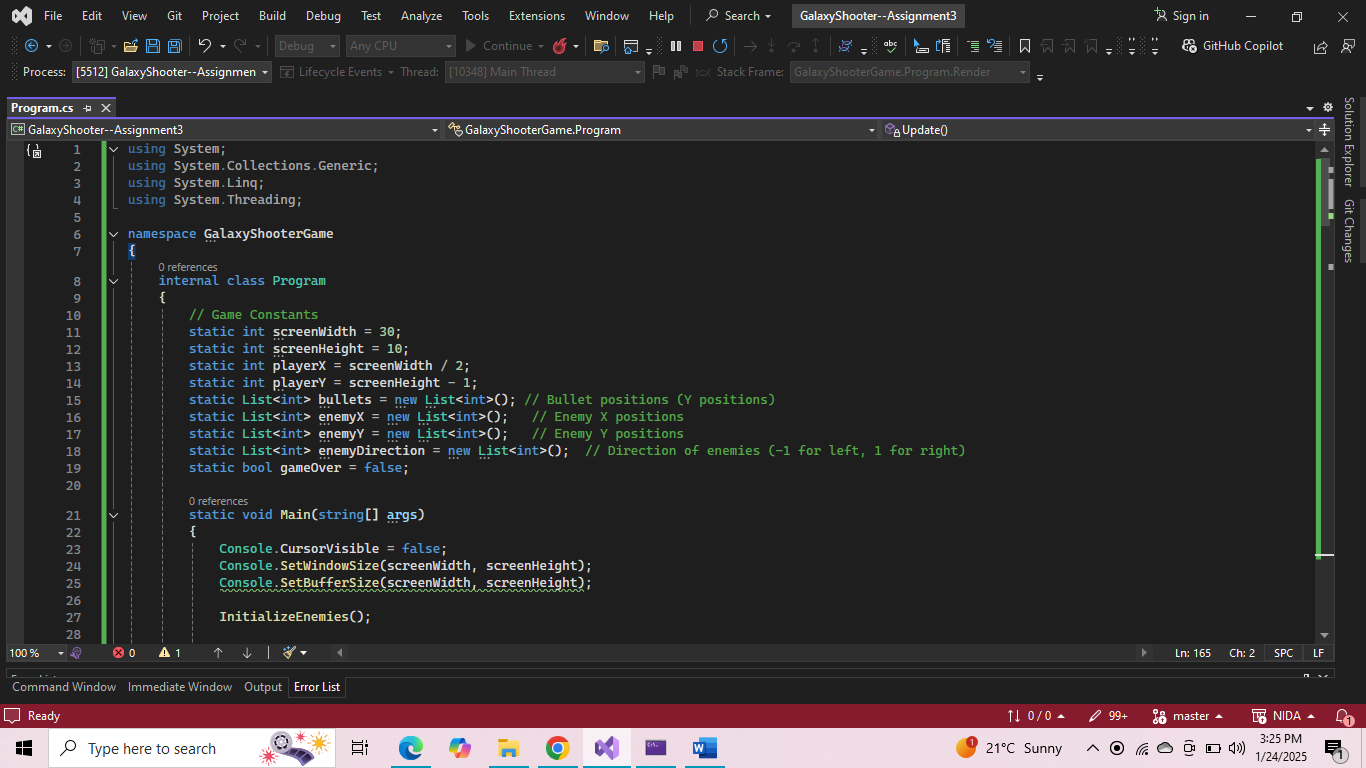 File Edit View Git Project Build Debug Test Analyze Tools Extensions Window Help Search GalaxyShooter--Assignment3 Sign in
Debug Any CPU Continue GitHub Copilot
Process: [5512] GalaxyShooter--Assignmen Lifecycle Events Thread: [10348] Main Thread Stack Frame: GalaxyShooterGame.Program.Render
Program.cs
GalaxyShooter--Assignment3 GalaxyShooterGame.Program Update()
1 using System;
2 using System.Collections.Generic;
3 using System.Linq;
4 using System.Threading;
5
6 namespace GalaxyShooterGame
7 {
0 references
8 internal class Program
9 {
10 // Game Constants
11 static int screenWidth = 30;
12 static int screenHeight = 10;
13 static int playerX = screenWidth / 2;
14 static int playerY = screenHeight - 1;
15 static List<int> bullets = new List<int>(); // Bullet positions (Y positions)
16 static List<int> enemyX = new List<int>(); // Enemy X positions
17 static List<int> enemyY = new List<int>(); // Enemy Y positions
18 static List<int> enemyDirection = new List<int>(); // Direction of enemies (-1 for left, 1 for right)
19 static bool gameOver = false;
20
0 references
21 static void Main(string[] args)
22 {
23 Console.CursorVisible = false;
24 Console.SetWindowSize(screenWidth, screenHeight);
25 Console.SetBufferSize(screenWidth, screenHeight);
26
27 InitializeEnemies();
28
Solution Explorer
Git Changes
100 % 0 1 Ln: 165 Ch: 2 SPC LF
Command Window Immediate Window Output Error List
Ready 0 / 0 99+ master NIDA 1
Type here to search 21°C Sunny 3:25 PM
1/24/2025 1